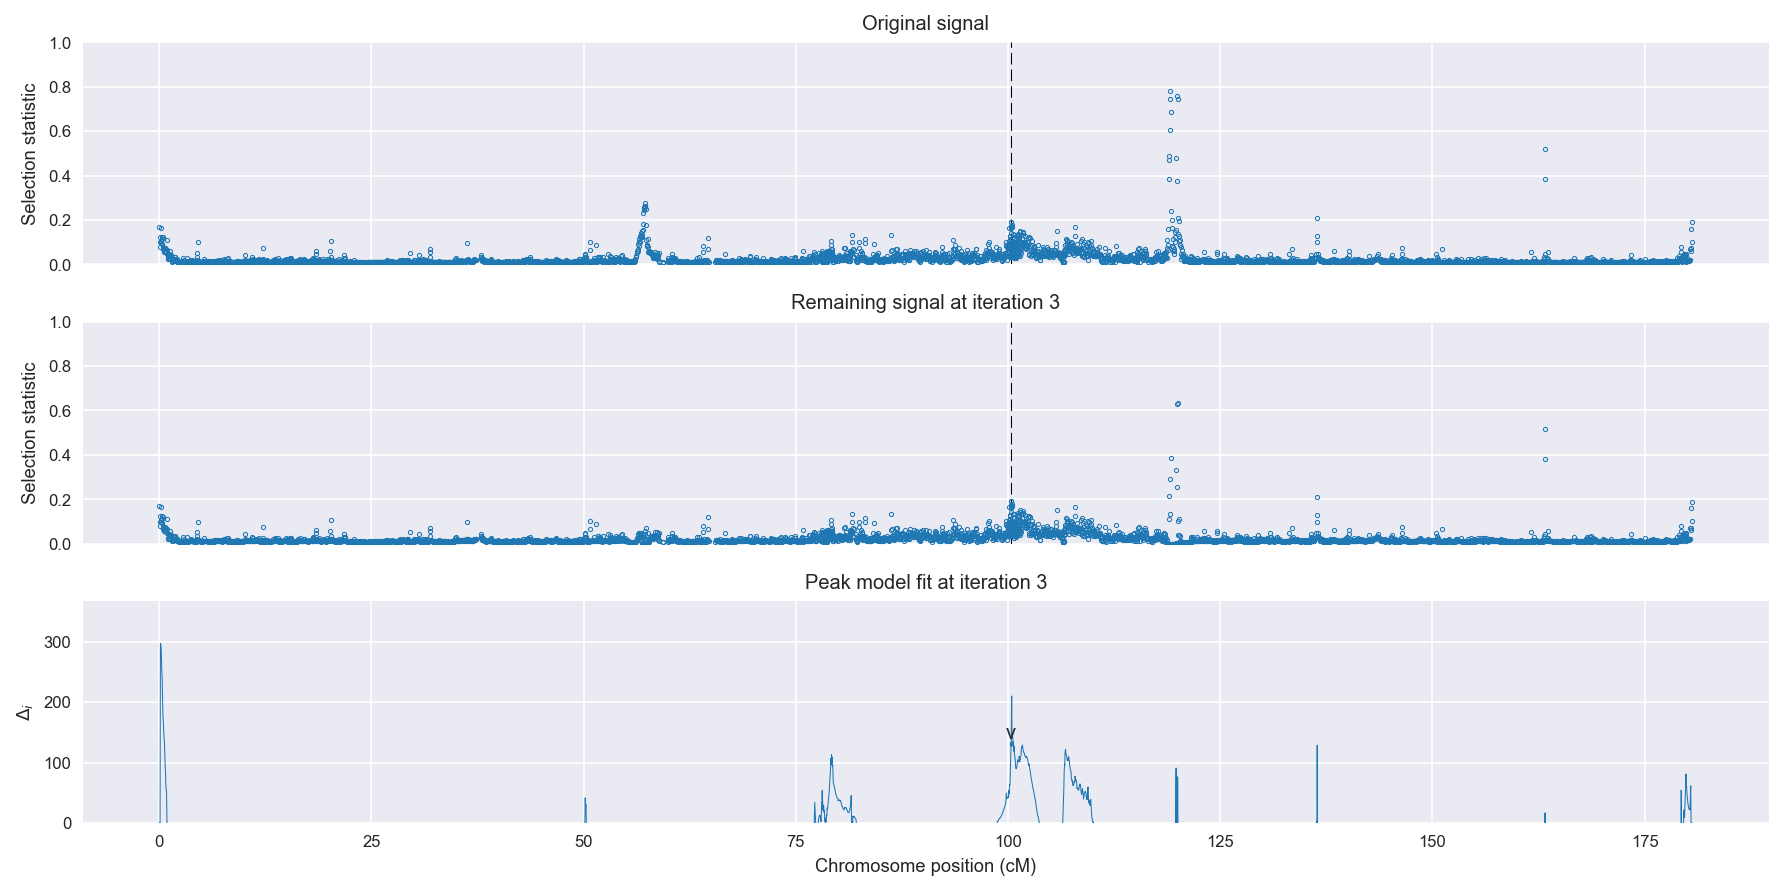 Original signal
1.0
0.8
0.6
0.4
0.2
0.0
Selection statistic
Remaining signal at iteration 3
1.0
0.8
0.6
0.4
0.2
0.0
Selection statistic
Peak model fit at iteration 3
300
200
100
0
Δi
v
0 25 50 75 100 125 150 175
Chromosome position (cM)